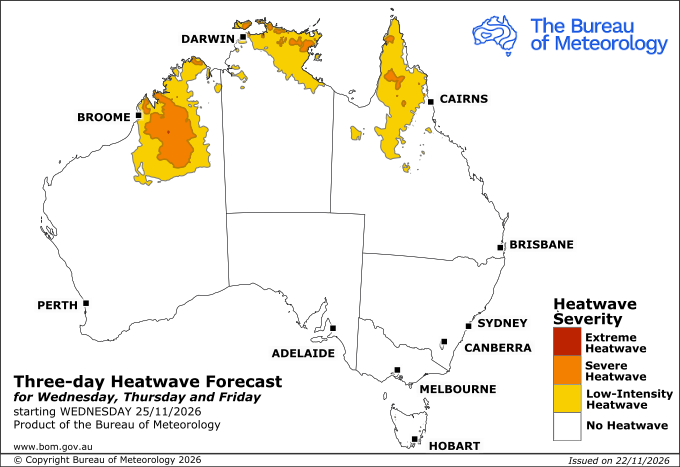 The Bureau
of Meteorology
DARWIN
CAIRNS
BROOME
BRISBANE
PERTH
ADELAIDE
SYDNEY
CANBERRA
MELBOURNE
HOBART
Heatwave
Severity
Extreme
Heatwave
Severe
Heatwave
Low-Intensity
Heatwave
No Heatwave
Three-day Heatwave Forecast
for Wednesday, Thursday and Friday
starting WEDNESDAY 25/11/2026
Product of the Bureau of Meteorology
www.bom.gov.au
© Copyright Bureau of Meteorology 2026
Issued on 22/11/2026